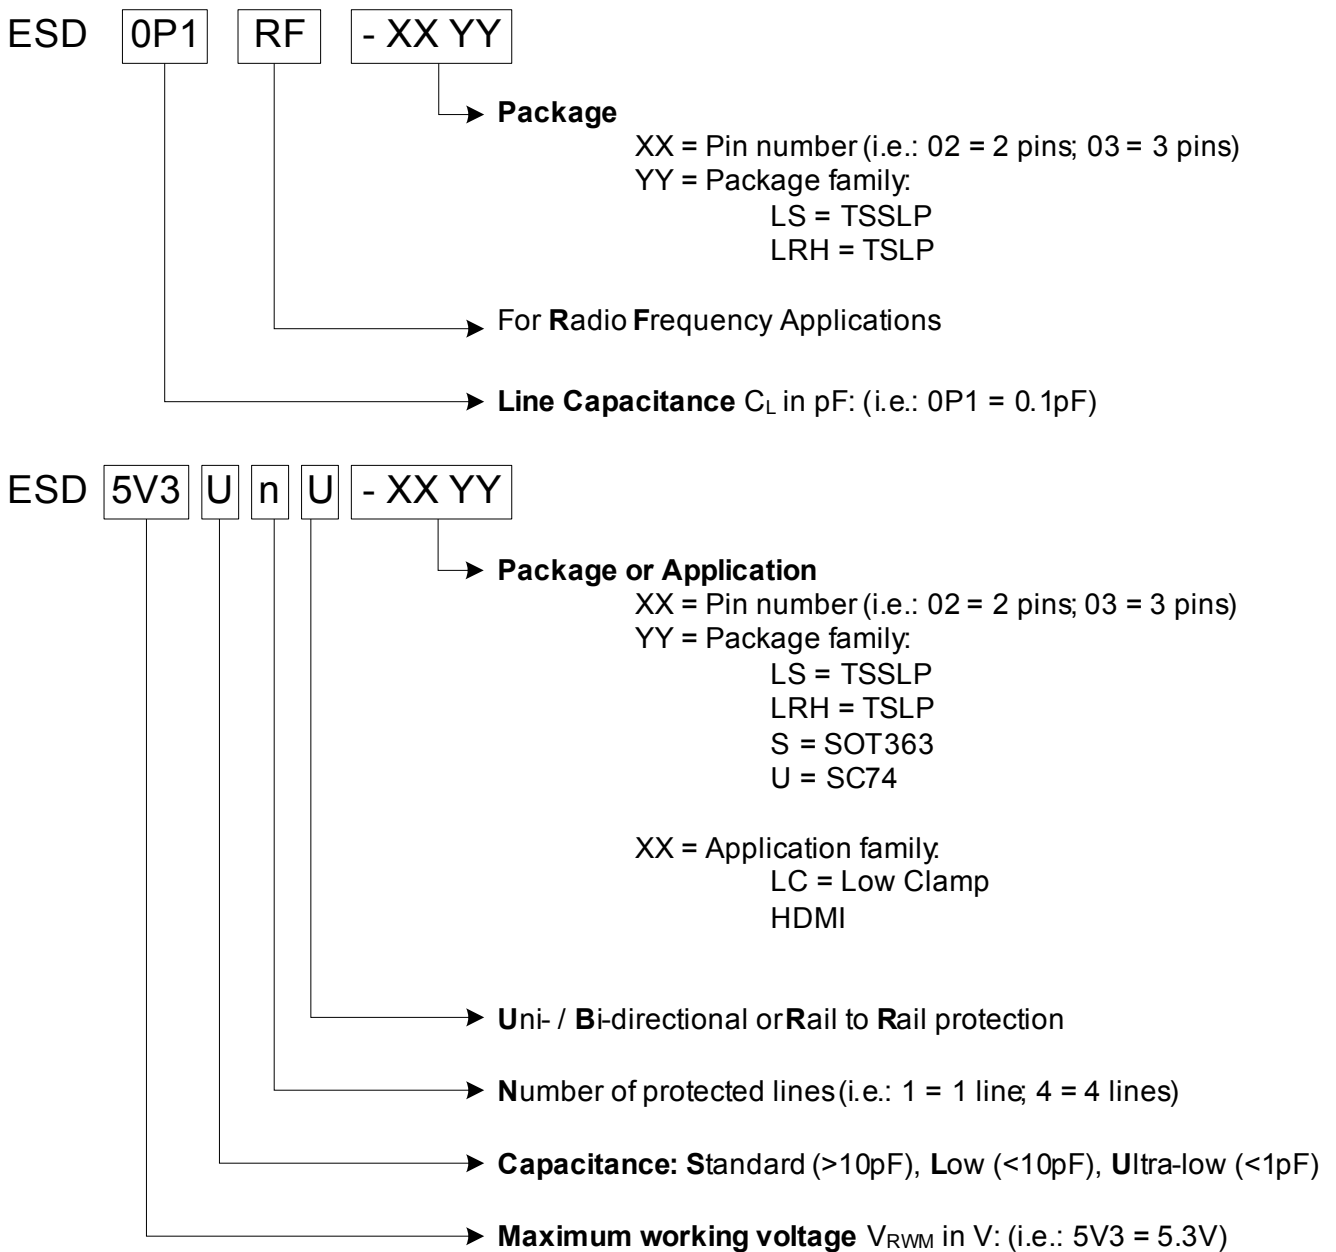 ESD 0P1 RF - XX YY
Package
XX = Pin number (i.e.: 02 = 2 pins; 03 = 3 pins)
YY = Package family:
LS = TSSLP
LRH = TSLP
For Radio Frequency Applications
Line Capacitance CL in pF: (i.e.: 0P1 = 0.1pF)
ESD 5V3 U n U - XX YY
Package or Application
XX = Pin number (i.e.: 02 = 2 pins; 03 = 3 pins)
YY = Package family:
LS = TSSLP
LRH = TSLP
S = SOT363
U = SC74
XX = Application family:
LC = Low Clamp
HDMI
Uni- / Bi-directional or Rail to Rail protection
Number of protected lines (i.e.: 1 = 1 line; 4 = 4 lines)
Capacitance: Standard (>10pF), Low (<10pF), Ultra-low (<1pF)
Maximum working voltage VRWM in V: (i.e.: 5V3 = 5.3V)